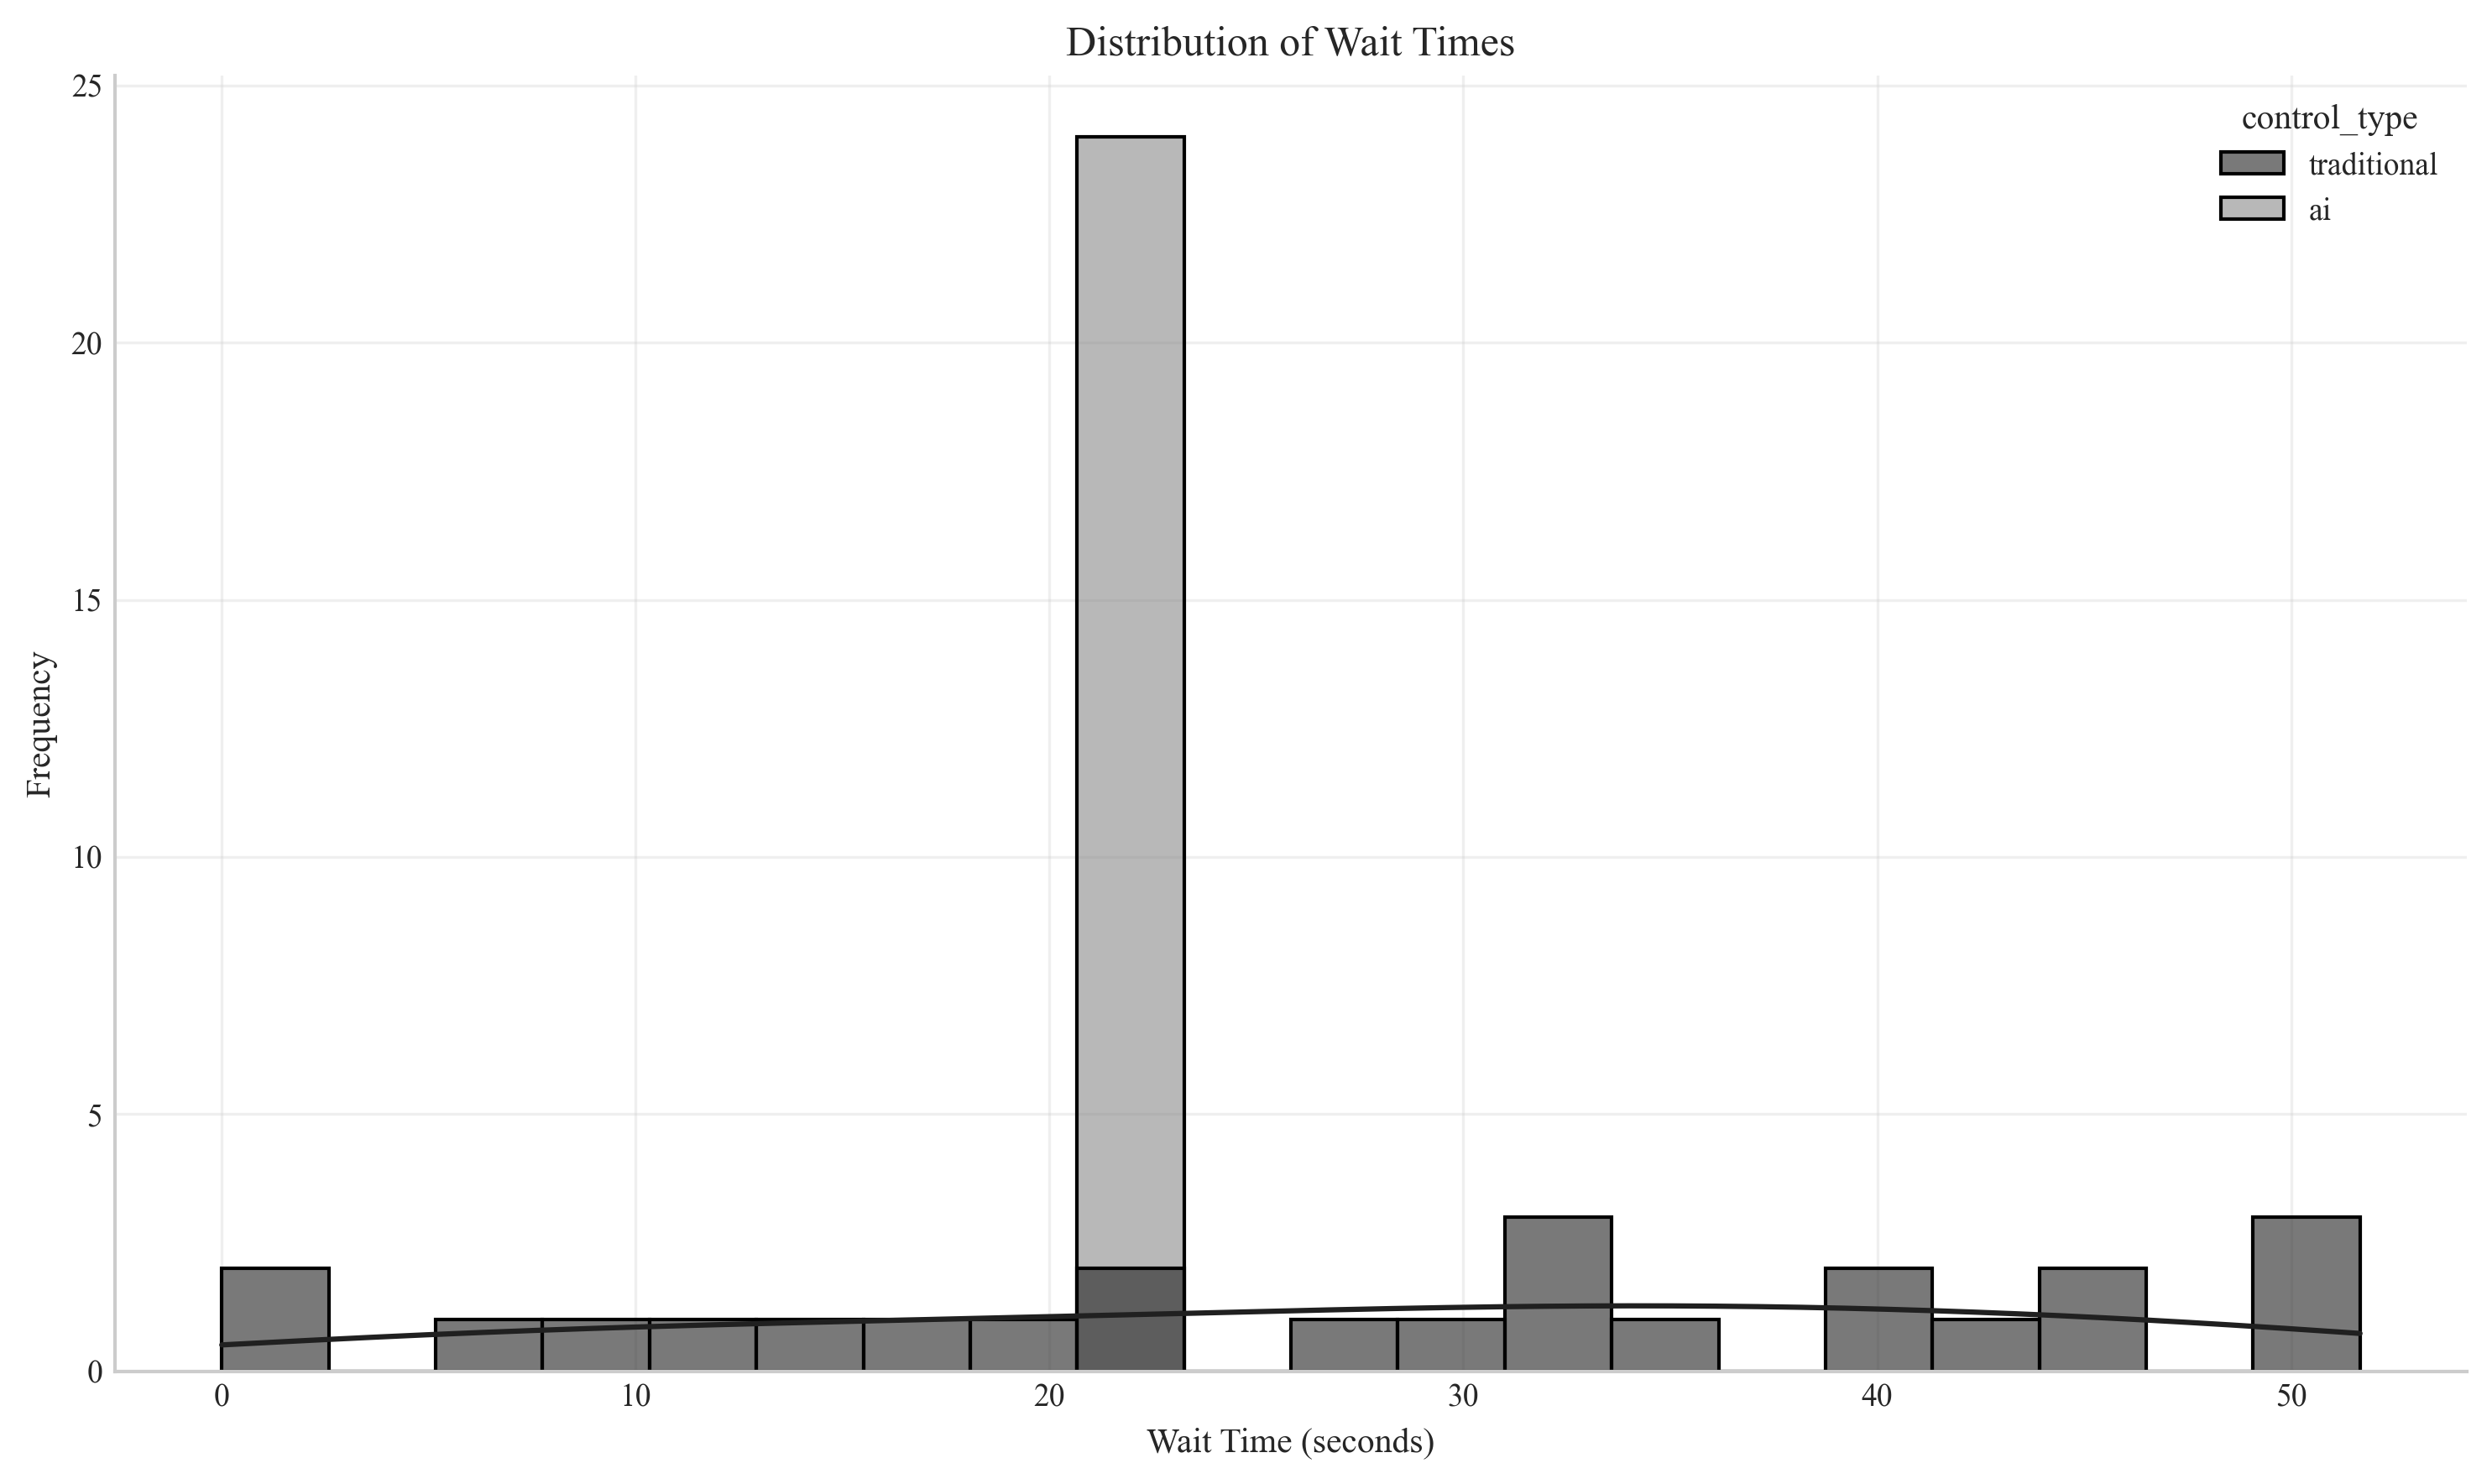 Distribution of Wait Times
25
20
15
10
5
0
Frequency
control_type
traditional
ai
0 10 20 30 40 50
Wait Time (seconds)